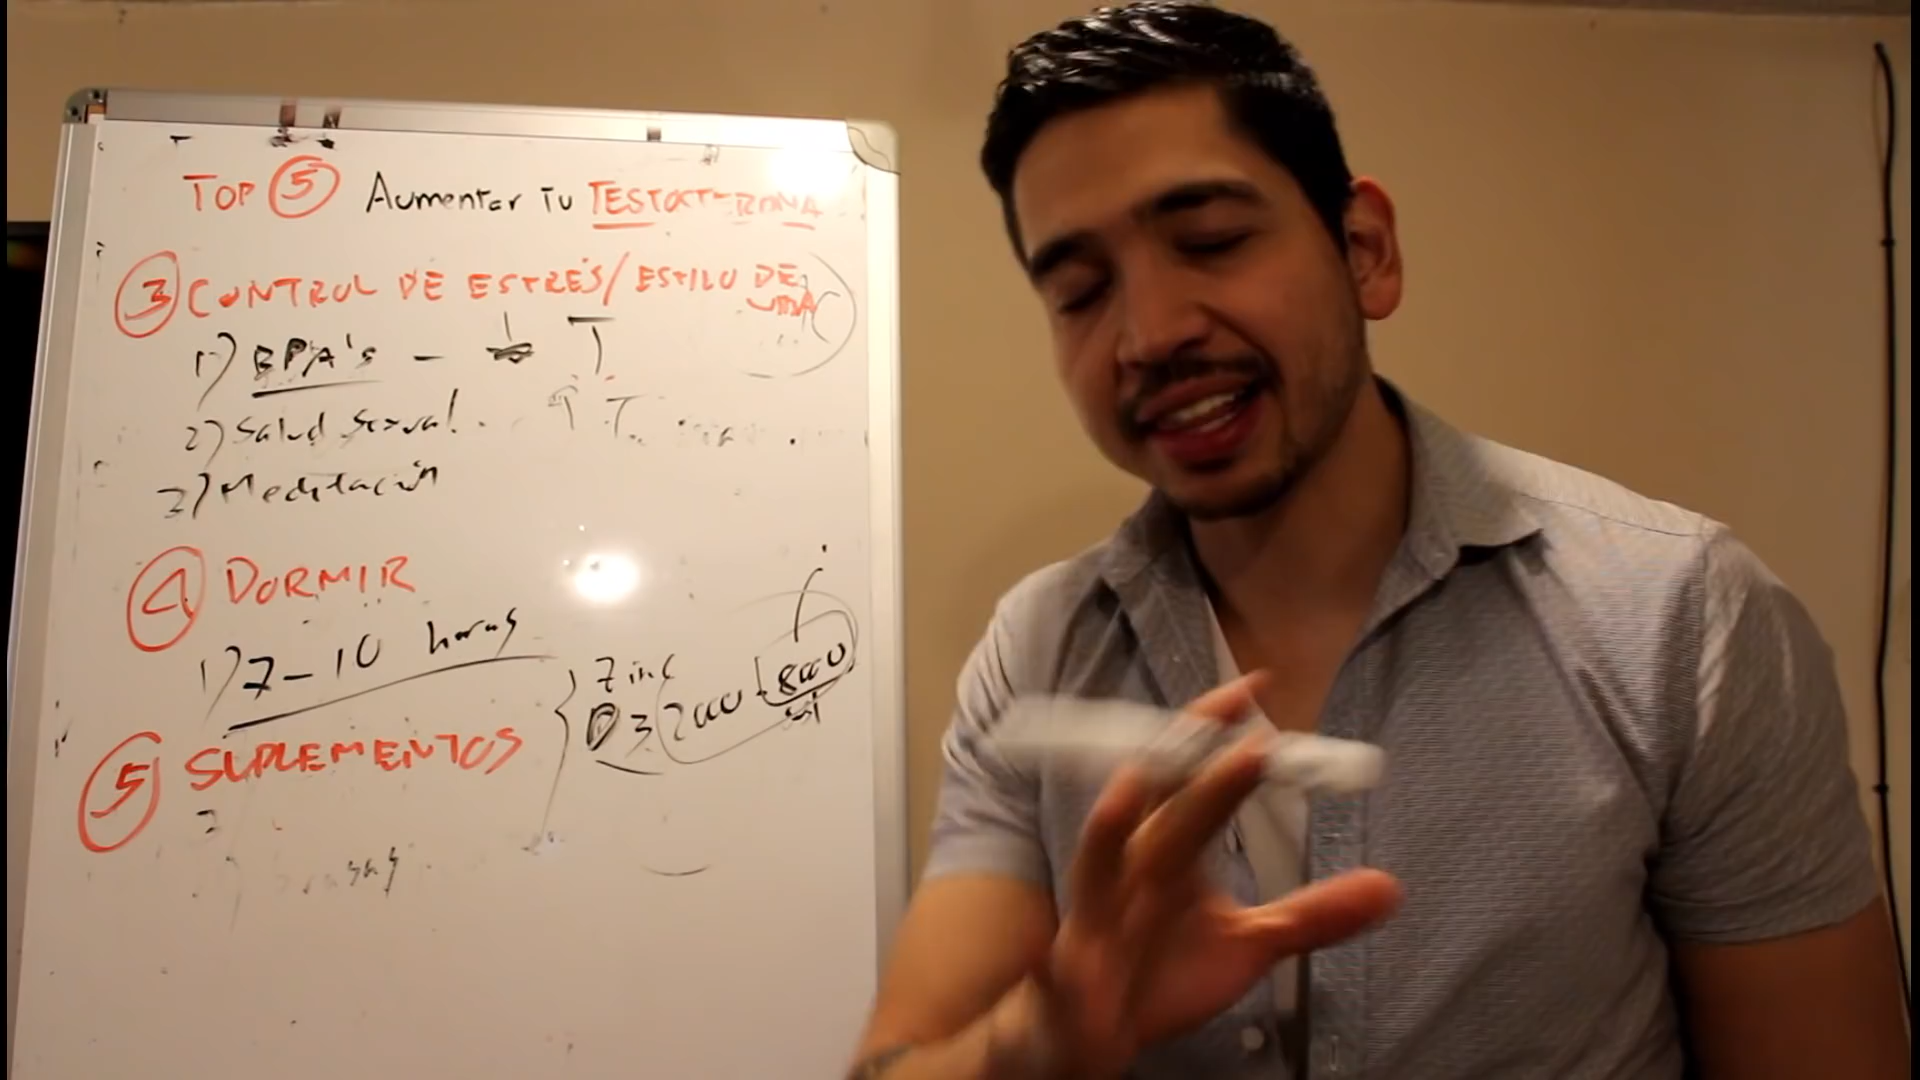 TOP 5 Aumentar Tu TESTOCTERONA
3 CONTROL DE ESTRÉS/ESTILO DE
VIDA
1) BPA's - T
2) Salud Sexual. ↑ T.
3) Meditación
4 DORMIR
1) 7-10 horas
5 SUPLEMENTOS
Zinc
D3 2000 - 8000